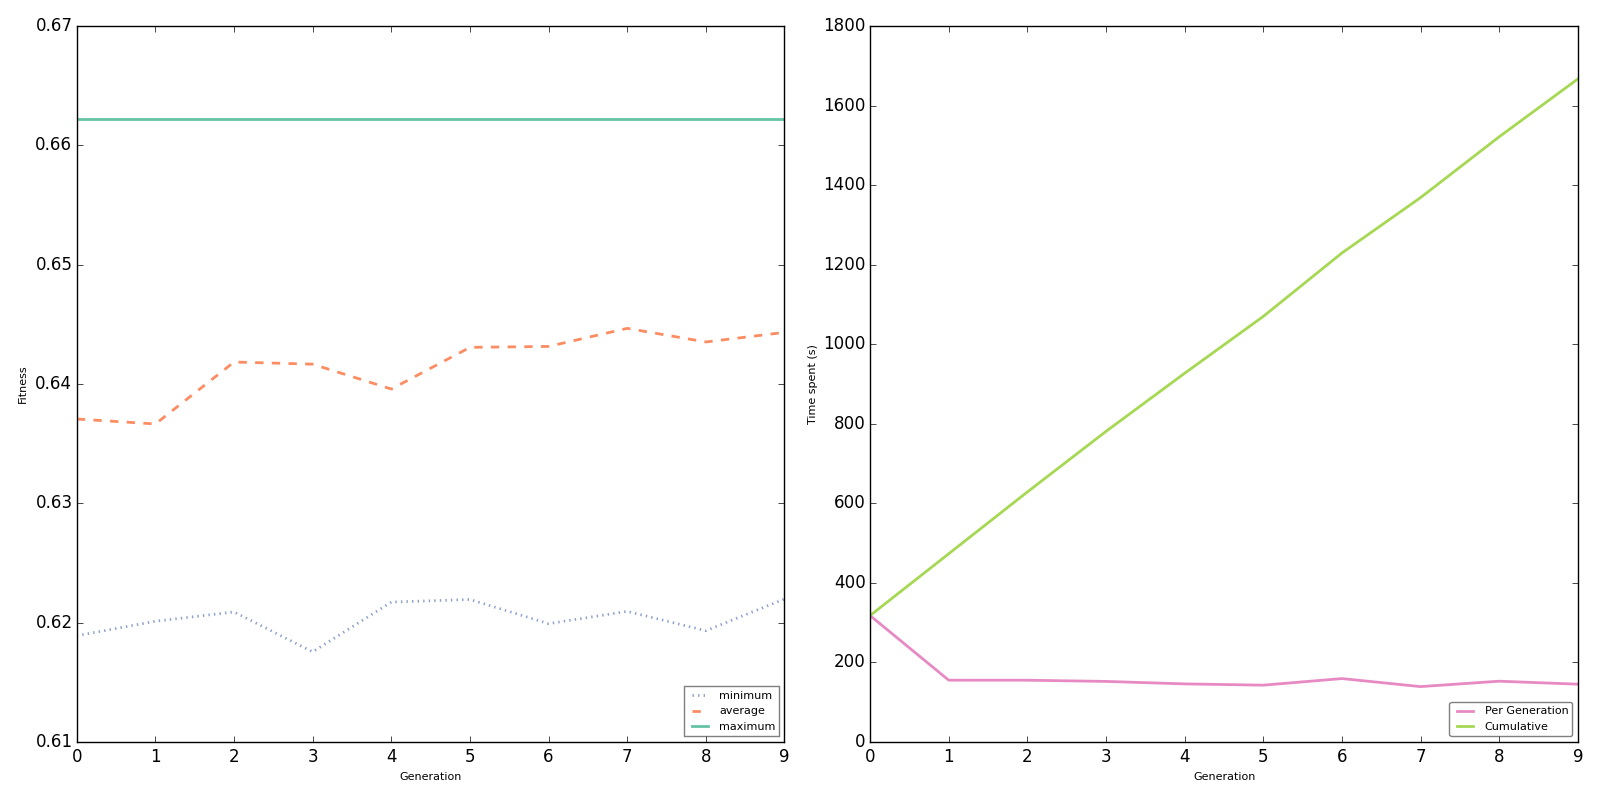 0.67
0.66
0.65
0.64
0.63
0.62
0.61
Fitness
0 1 2 3 4 5 6 7 8 9
Generation
minimum
average
maximum
1800
1600
1400
1200
1000
800
600
400
200
0
Time spent (s)
0 1 2 3 4 5 6 7 8 9
Generation
Per Generation
Cumulative